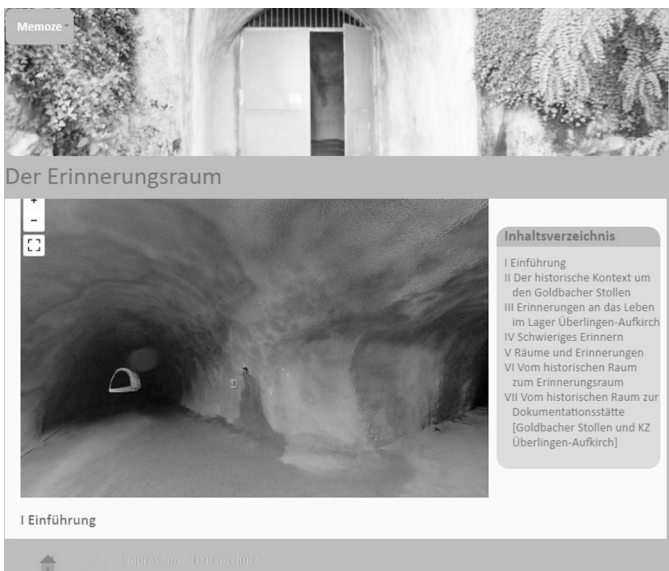 Memoze
Der Erinnerungsraum
+
−
Inhaltsverzeichnis
I Einführung
II Der historische Kontext um
den Goldbacher Stollen
III Erinnerungen an das Leben
im Lager Überlingen-Aufkirch
IV Schwieriges Erinnern
V Räume und Erinnerungen
VI Vom historischen Raum
zum Erinnerungsraum
VII Vom historischen Raum zur
Dokumentationsstätte
[Goldbacher Stollen und KZ
Überlingen-Aufkirch]
I Einführung
Impressum Datenschutz